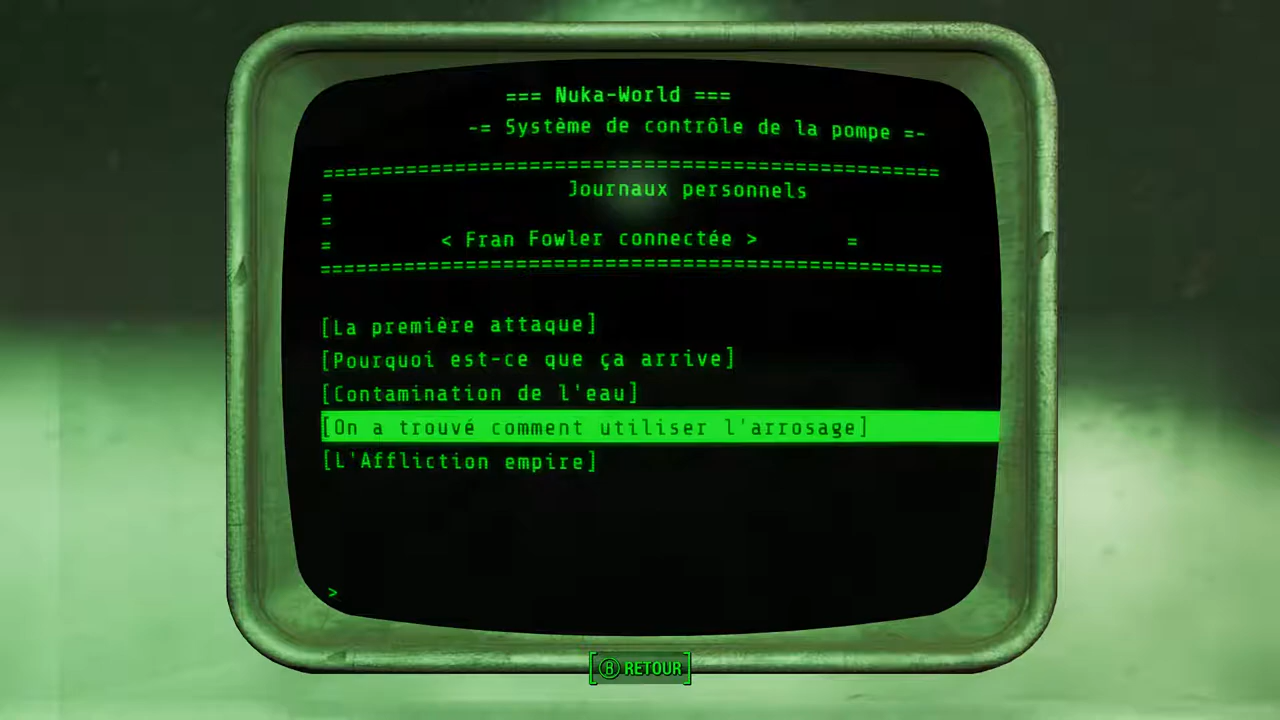 === Nuka-World ===
-= Système de contrôle de la pompe =-
==================================================
= Journaux personnels
=
= < Fran Fowler connectée > =
==================================================
[La première attaque]
[Pourquoi est-ce que ça arrive]
[Contamination de l'eau]
[On a trouvé comment utiliser l'arrosage]
[L'Affliction empire]
>
B RETOUR